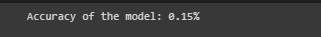 Accuracy of the model: 0.15%